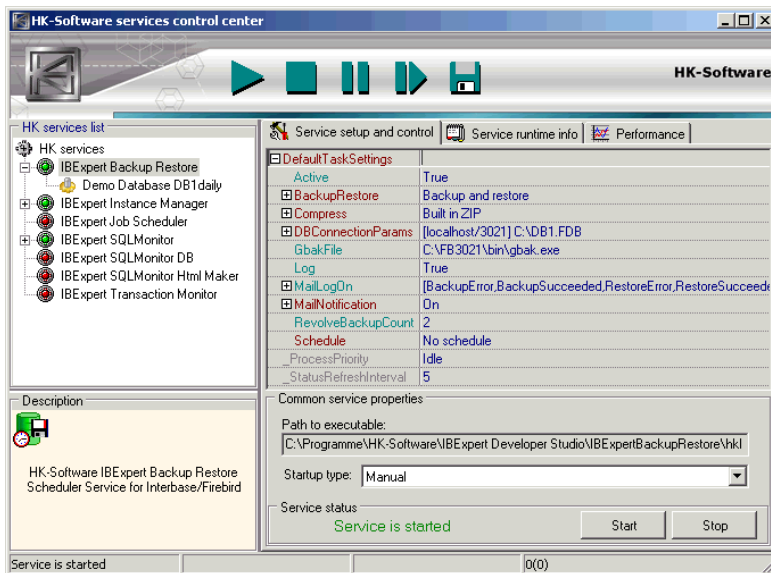 HK-Software services control center
HK-Software
HK services list
HK services
IBExpert Backup Restore
Demo Database DB1daily
IBExpert Instance Manager
IBExpert Job Scheduler
IBExpert SQLMonitor
IBExpert SQLMonitor DB
IBExpert SQLMonitor Html Maker
IBExpert Transaction Monitor
Description
HK-Software IBExpert Backup Restore
Scheduler Service for Interbase/Firebird
Service setup and control
Service runtime info
Performance
DefaultTaskSettings
Active True
BackupRestore Backup and restore
Compress Built in ZIP
DBConnectionParams [localhost/3021] C:\DB1.FDB
GbakFile C:\FB3021\bin\gbak.exe
Log True
MailLogOn [BackupError,BackupSucceeded,RestoreError,RestoreSucceede
MailNotification On
RevolveBackupCount 2
Schedule No schedule
_ProcessPriority Idle
_StatusRefreshInterval 5
Common service properties
Path to executable:
C:\Programme\HK-Software\IBExpert Developer Studio\IBExpertBackupRestore\hkI
Startup type: Manual
Service status
Service is started
Start
Stop
Service is started
0(0)